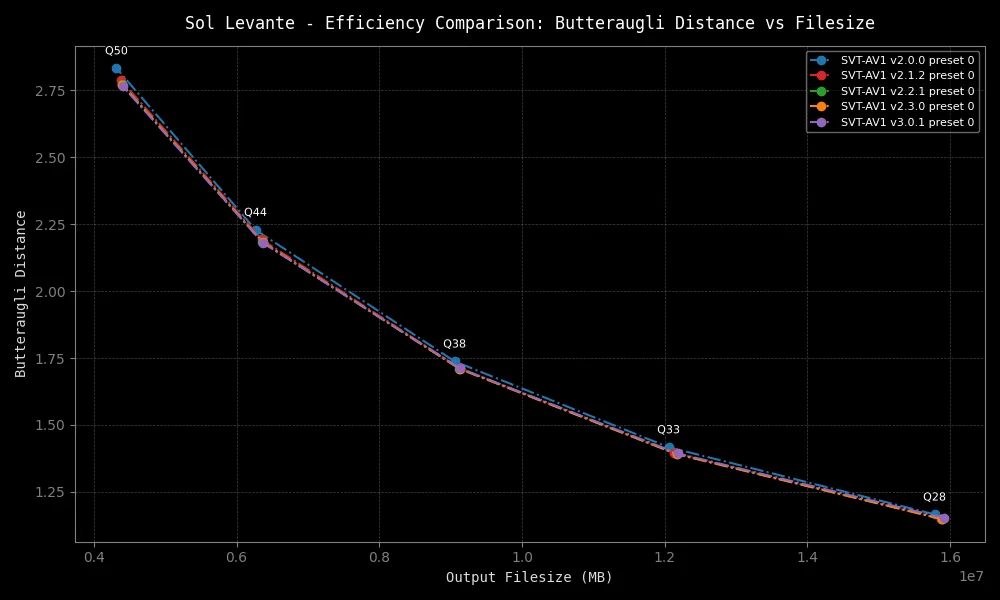 Sol Levante - Efficiency Comparison: Butteraugli Distance vs Filesize
Q50
SVT-AV1 v2.0.0 preset 0
SVT-AV1 v2.1.2 preset 0
SVT-AV1 v2.2.1 preset 0
SVT-AV1 v2.3.0 preset 0
SVT-AV1 v3.0.1 preset 0
2.75
2.50
2.25
2.00
1.75
1.50
1.25
Butteraugli Distance
Q44
Q38
Q33
Q28
0.4
0.6
0.8
1.0
1.2
1.4
1.6
1e7
Output Filesize (MB)